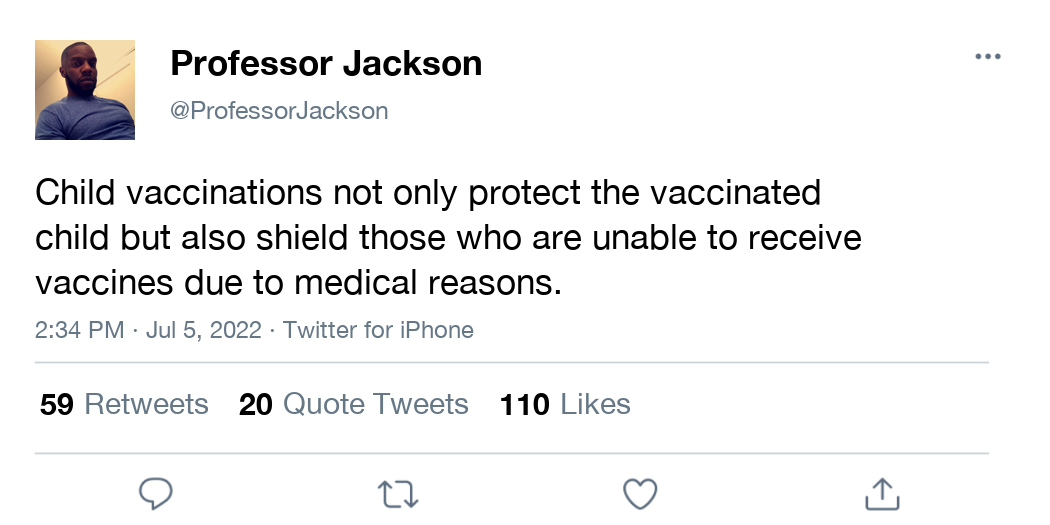 Professor Jackson
@ProfessorJackson
Child vaccinations not only protect the vaccinated
child but also shield those who are unable to receive
vaccines due to medical reasons.
2:34 PM · Jul 5, 2022 · Twitter for iPhone
59 Retweets 20 Quote Tweets 110 Likes